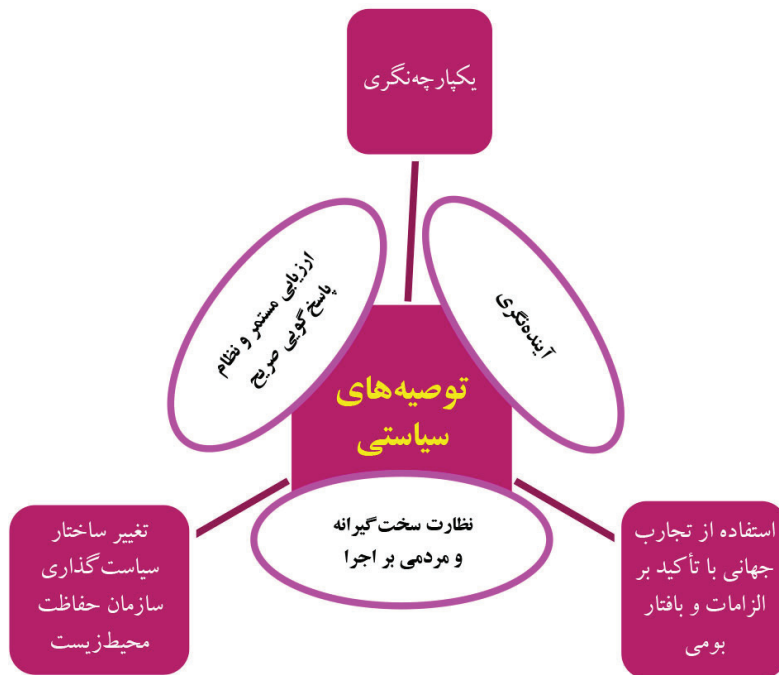 یکپارچه‌نگری
آینده‌نگری
ارزیابی مستمر و نظام
پاسخ‌گویی صریح
توصیه‌های
سیاستی
نظارت سخت‌گیرانه
و مردمی بر اجرا
استفاده از تجارب
جهانی با تأکید بر
الزامات و بافتار
بومی
تغییر ساختار
سیاست‌گذاری
سازمان حفاظت
محیط‌زیست